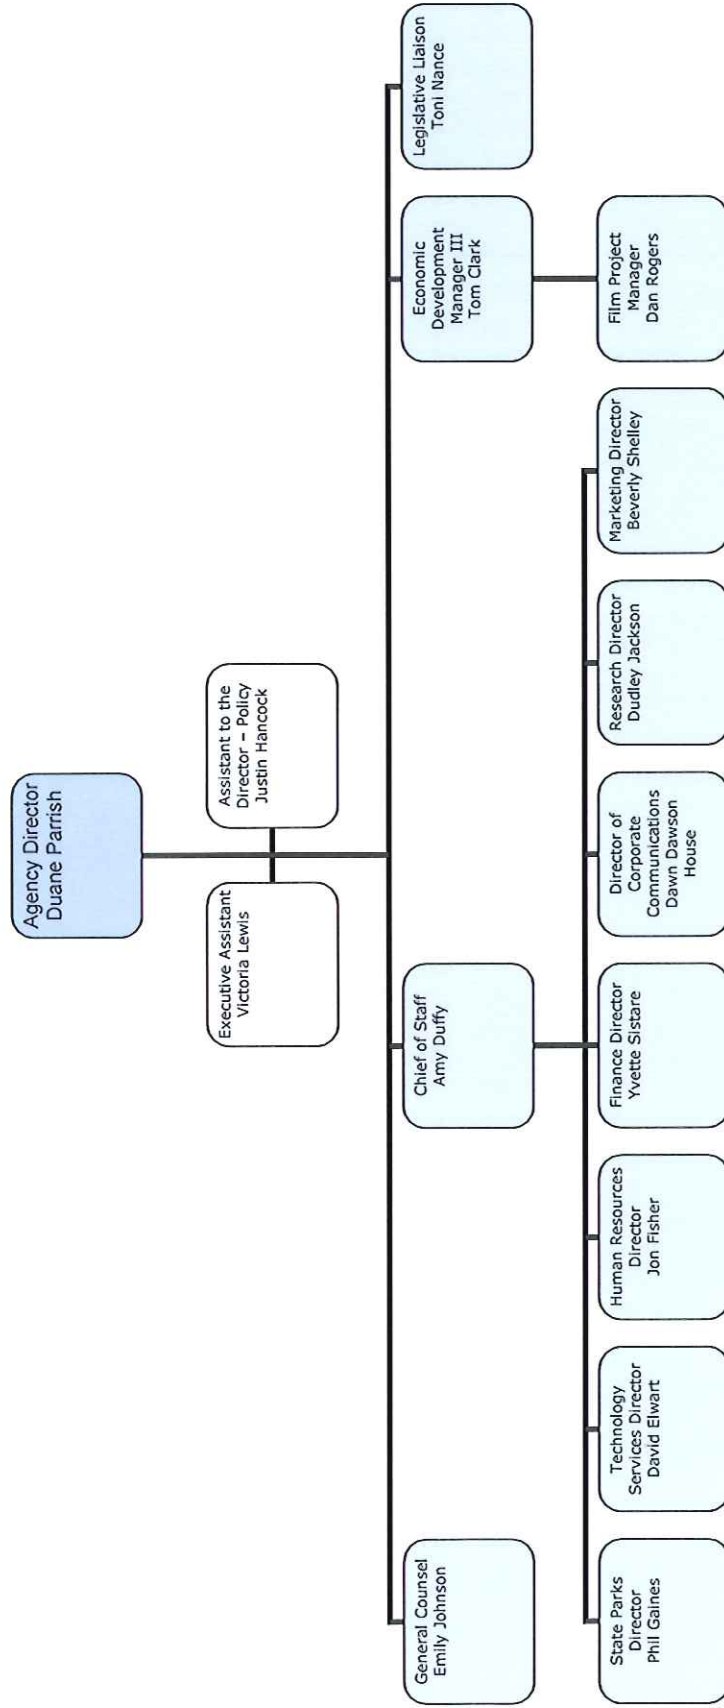 Agency Director
Duane Parrish
Executive Assistant
Victoria Lewis
Assistant to the
Director – Policy
Justin Hancock
General Counsel
Emily Johnson
Chief of Staff
Amy Duffy
Economic
Development
Manager III
Tom Clark
Legislative Liaison
Toni Nance
State Parks
Director
Phil Gaines
Technology
Services Director
David Elwart
Human Resources
Director
Jon Fisher
Finance Director
Yvette Sistare
Director of
Corporate
Communications
Dawn Dawson
House
Research Director
Dudley Jackson
Marketing Director
Beverly Shelley
Film Project
Manager
Dan Rogers